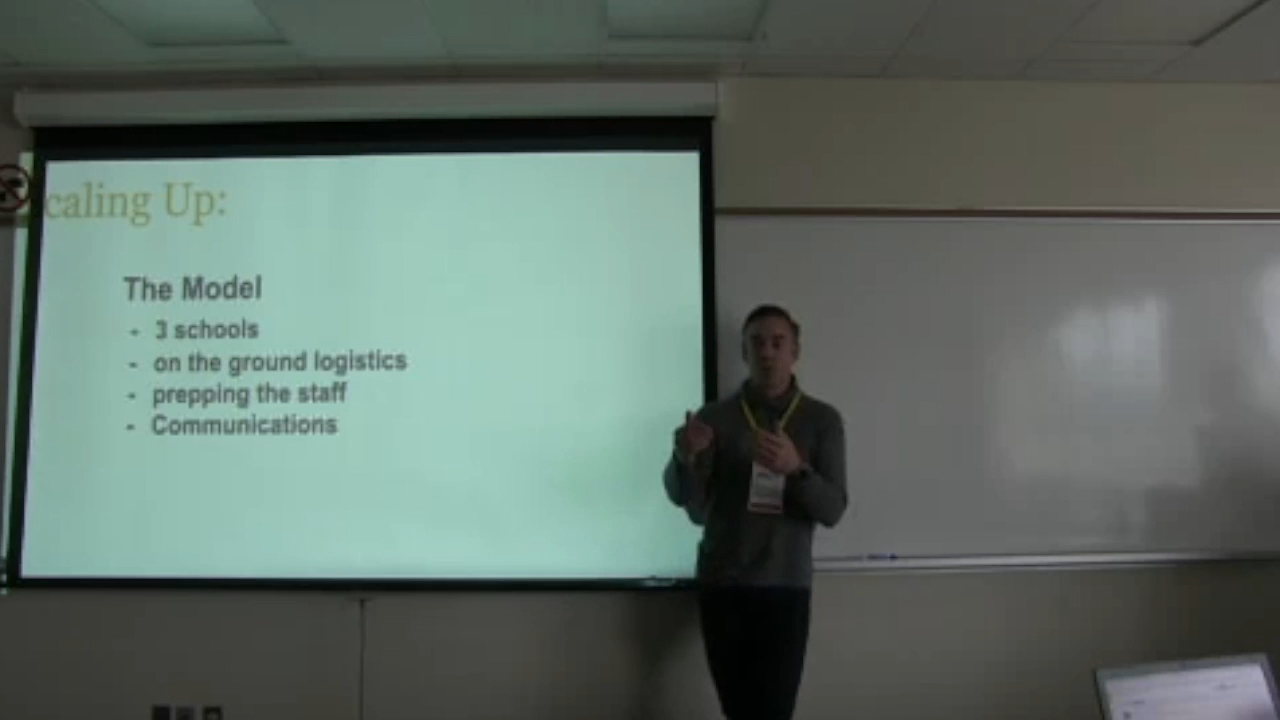 caling Up:
The Model
- 3 schools
- on the ground logistics
- prepping the staff
- Communications